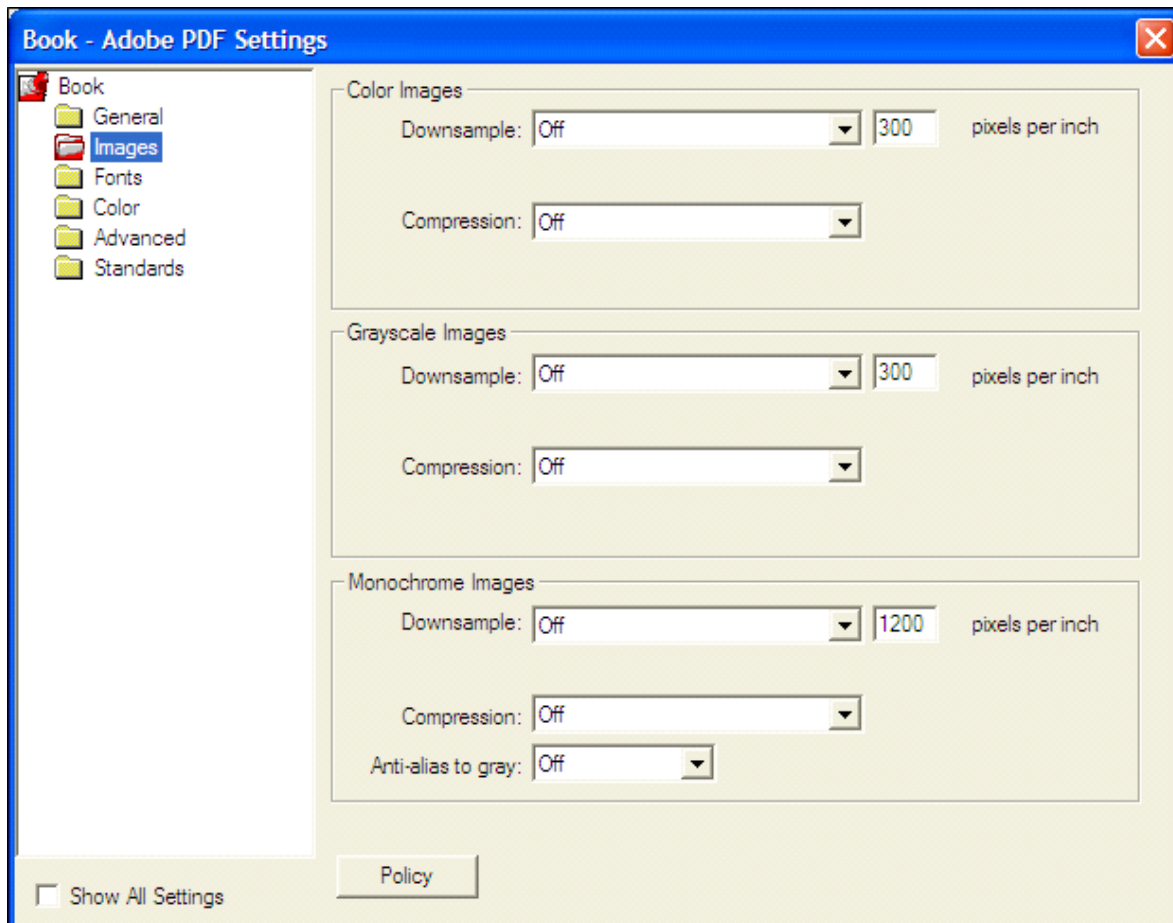 Book - Adobe PDF Settings
Book
General
Images
Fonts
Color
Advanced
Standards
Show All Settings
Color Images
Downsample: Off 300 pixels per inch
Compression: Off
Grayscale Images
Downsample: Off 300 pixels per inch
Compression: Off
Monochrome Images
Downsample: Off 1200 pixels per inch
Compression: Off
Anti-alias to gray: Off
Policy